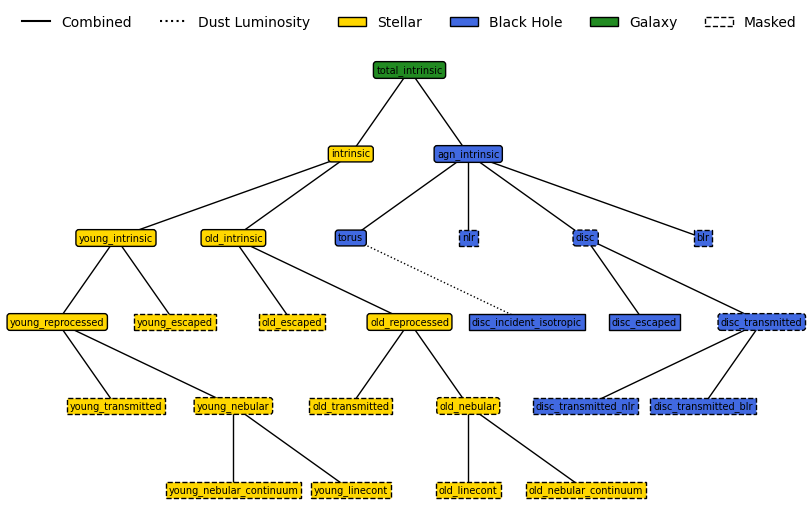 Combined Dust Luminosity Stellar Black Hole Galaxy Masked
total_intrinsic
intrinsic agn_intrinsic
young_intrinsic old_intrinsic torus nlr disc blr
young_reprocessed young_escaped old_escaped old_reprocessed disc_incident_isotropic disc_escaped disc_transmitted
young_transmitted young_nebular old_transmitted old_nebular disc_transmitted_nlr disc_transmitted_blr
young_nebular_continuum young_linecont old_linecont old_nebular_continuum